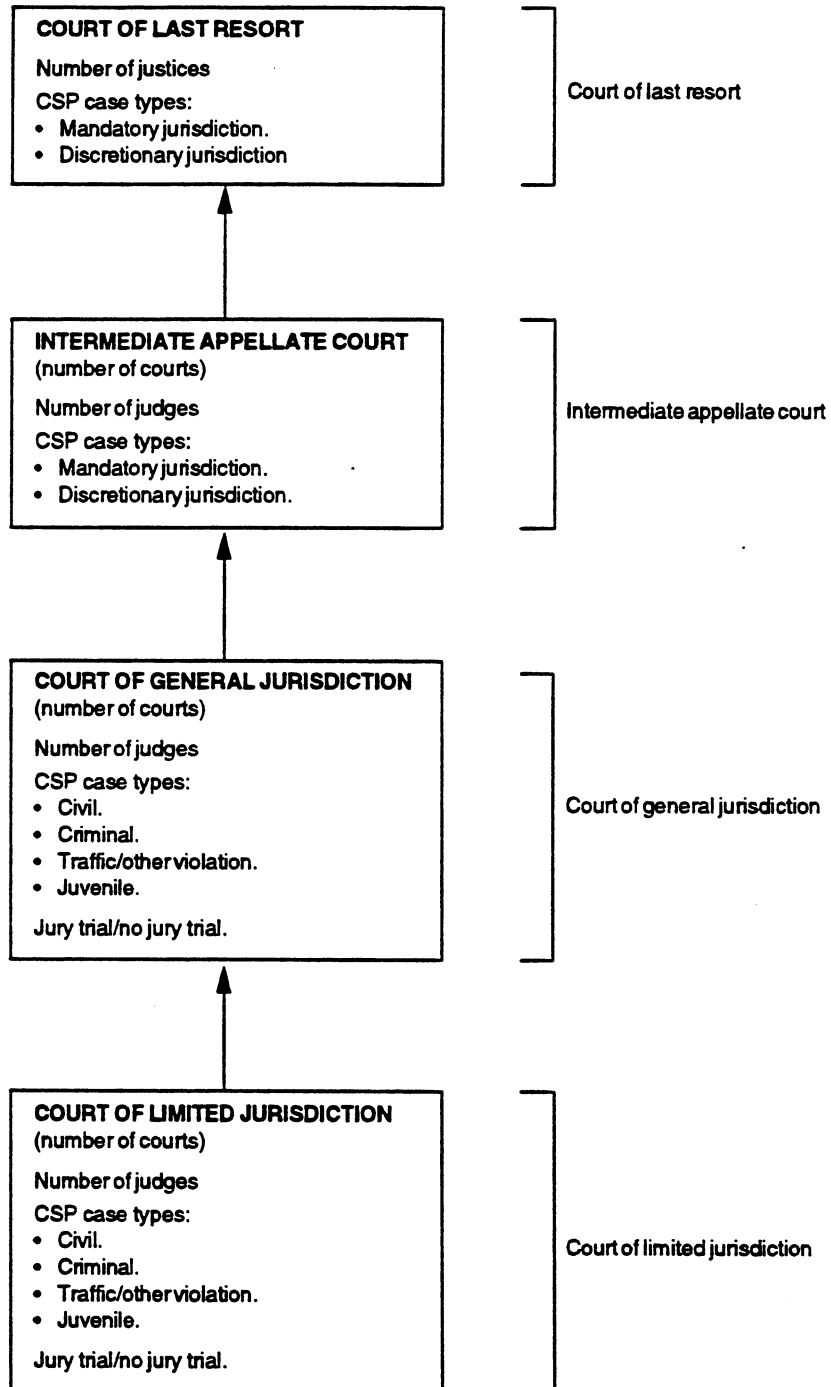 COURT OF LAST RESORT
Number of justices
CSP case types:
• Mandatory jurisdiction.
• Discretionary jurisdiction
Court of last resort
INTERMEDIATE APPELLATE COURT
(number of courts)
Number of judges
CSP case types:
• Mandatory jurisdiction.
• Discretionary jurisdiction.
Intermediate appellate court
COURT OF GENERAL JURISDICTION
(number of courts)
Number of judges
CSP case types:
• Civil.
• Criminal.
• Traffic/other violation.
• Juvenile.
Jury trial/no jury trial.
Court of general jurisdiction
COURT OF LIMITED JURISDICTION
(number of courts)
Number of judges
CSP case types:
• Civil.
• Criminal.
• Traffic/other violation.
• Juvenile.
Jury trial/no jury trial.
Court of limited jurisdiction